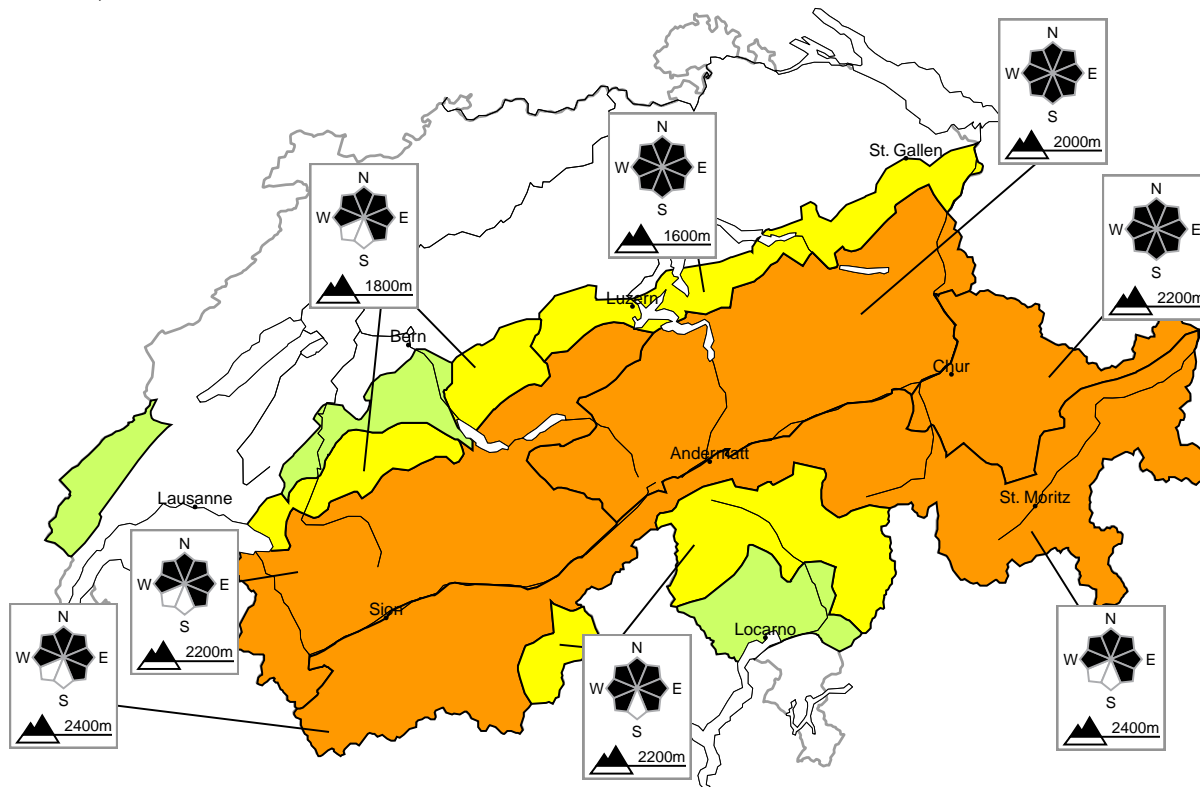 N
W E
S
2000m
St. Gallen
N
W E
S
1600m
N
W E
S
1800m
N
W E
S
2200m
Luzern
Bern
Chur
Andermatt
Lausanne
St. Moritz
N
W E
S
2200m
Sion
N
W E
S
2400m
Locarno
N
W E
S
2200m
N
W E
S
2400m